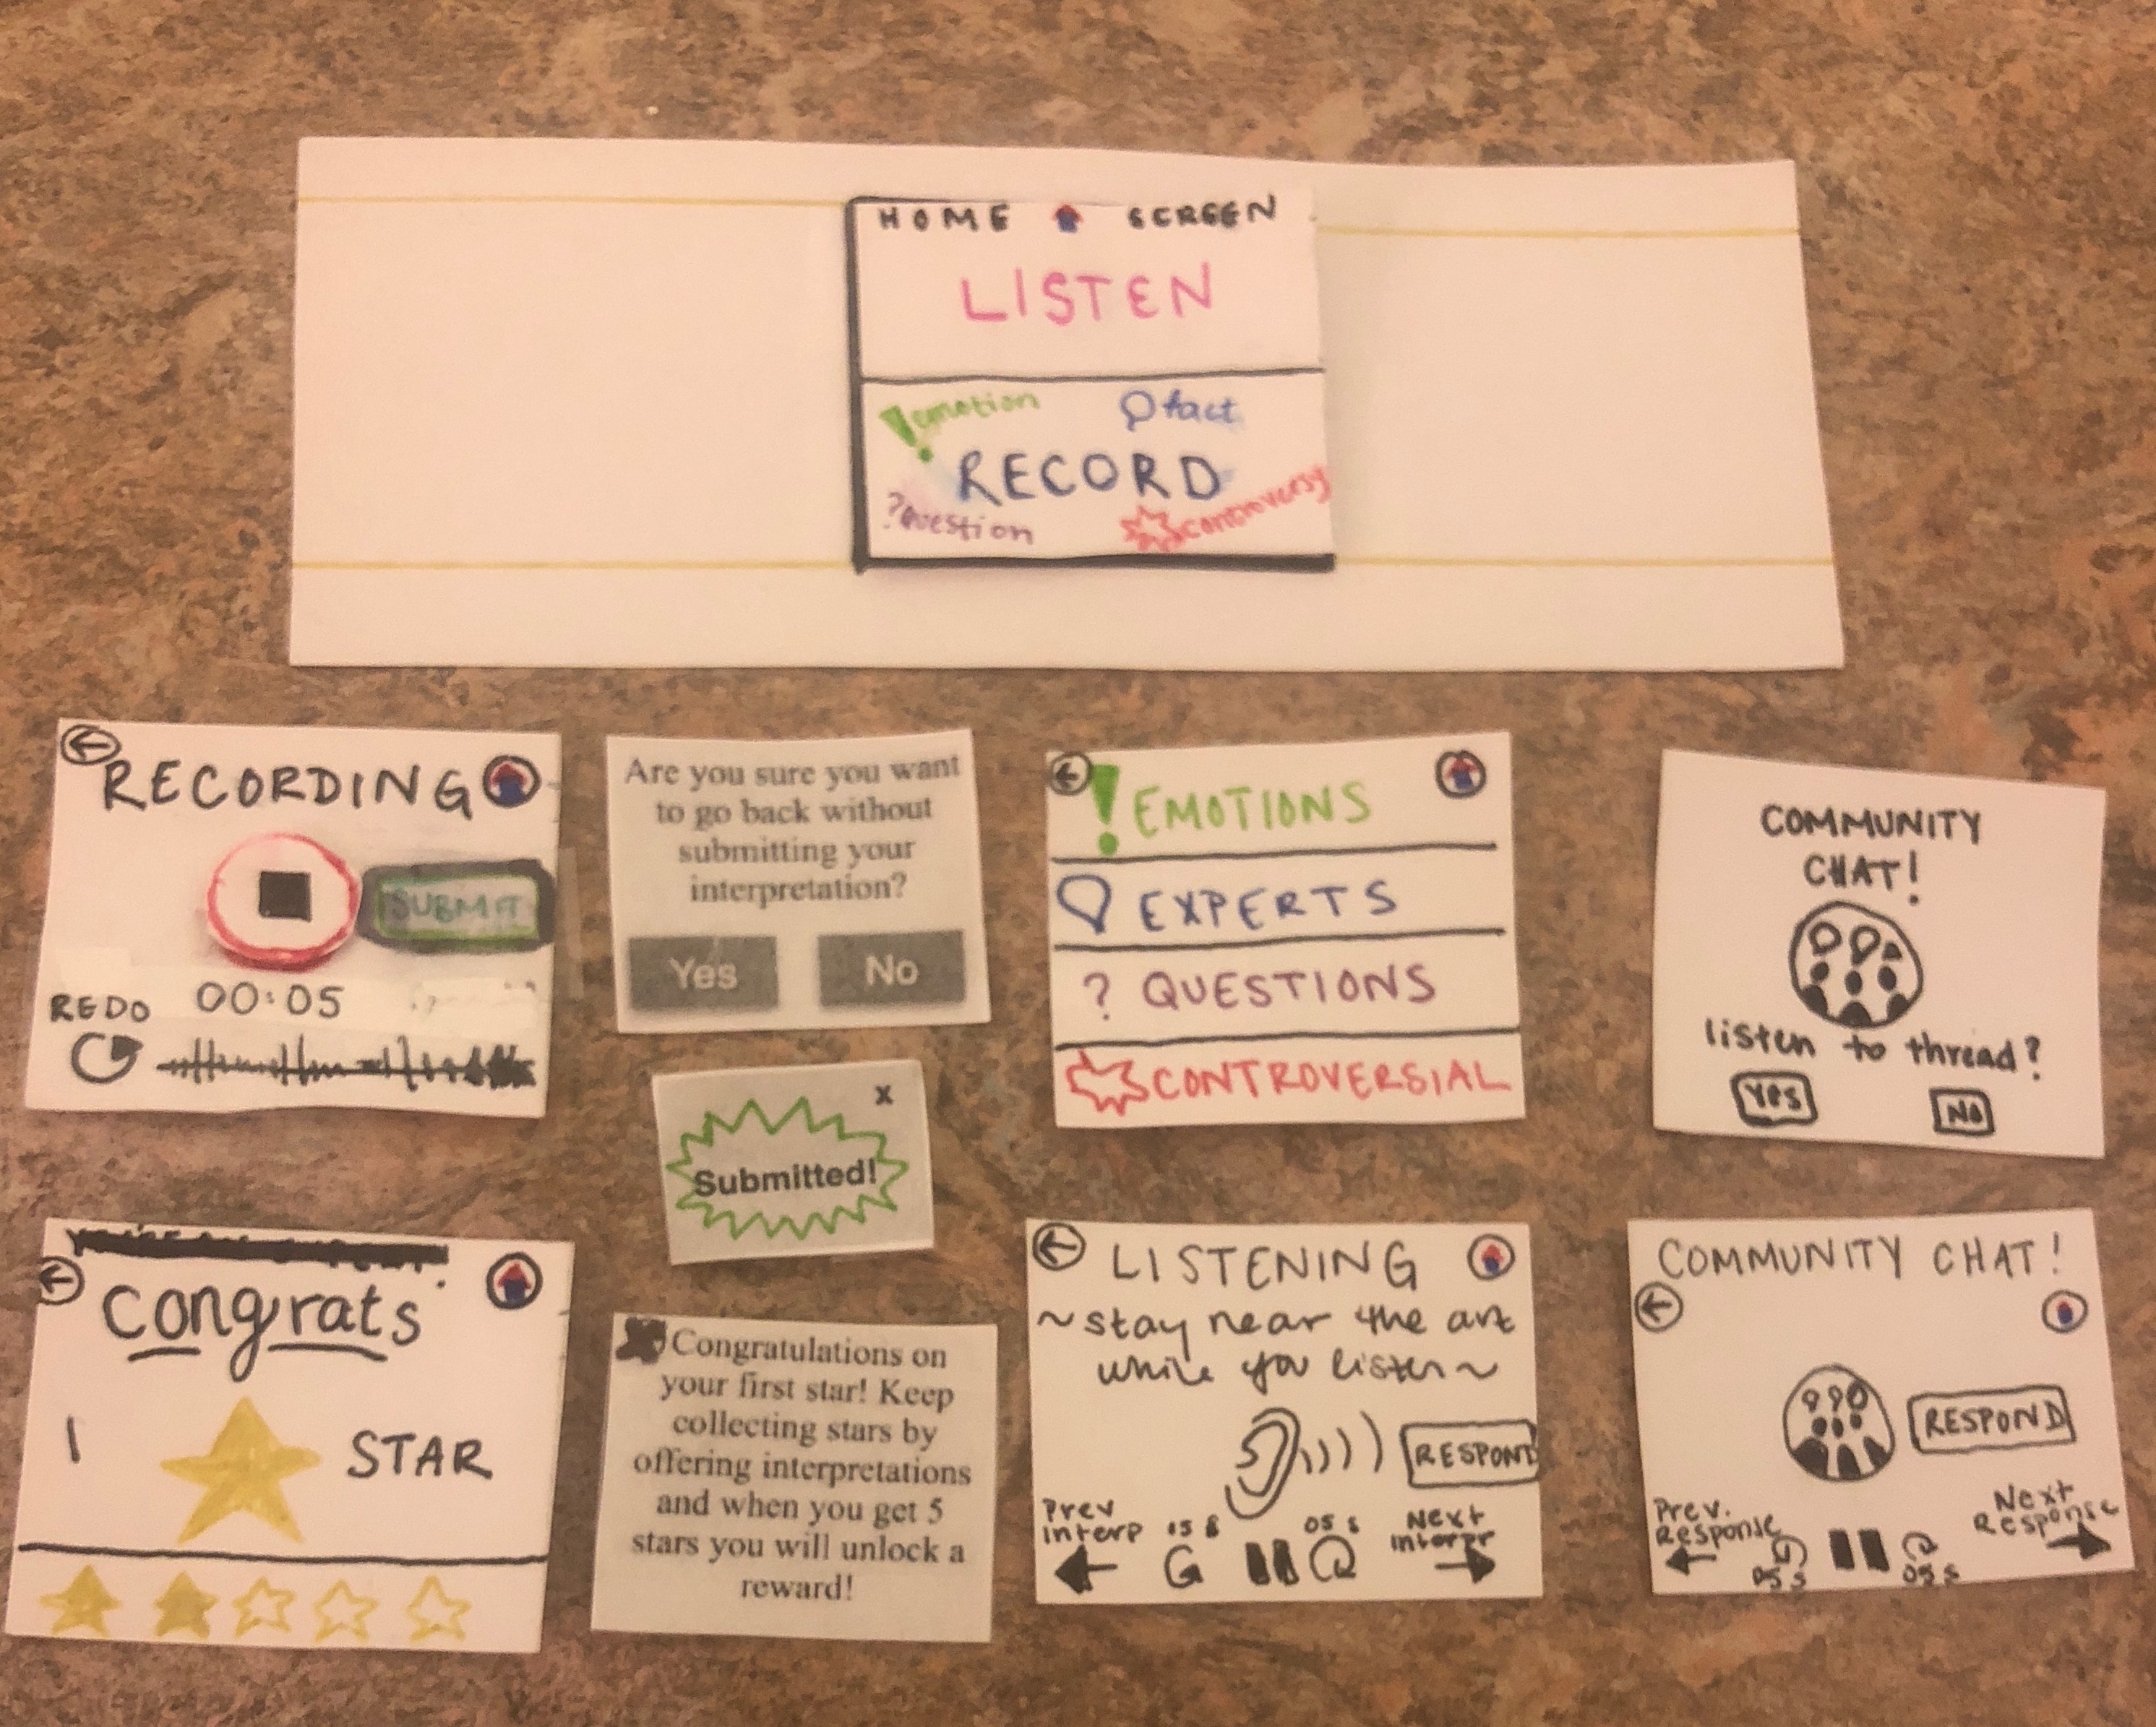 HOME SCREEN
LISTEN
! emotion
fact
RECORD
? question
controversy
RECORDING
SUBMIT
REDO 00:05
Are you sure you want
to go back without
submitting your
interpretation?
Yes No
x
Submitted!
! EMOTIONS
EXPERTS
? QUESTIONS
CONTROVERSIAL
COMMUNITY
CHAT!
listen to thread?
YES NO
congrats
1 STAR
Congratulations on
your first star! Keep
collecting stars by
offering interpretations
and when you get 5
stars you will unlock a
reward!
LISTENING
~stay near the art
while you listen~
RESPOND
Prev
interp
15 s
05 s
Next
interpr
COMMUNITY CHAT!
RESPOND
Prev.
Response
Next
Response
05 s
05 s